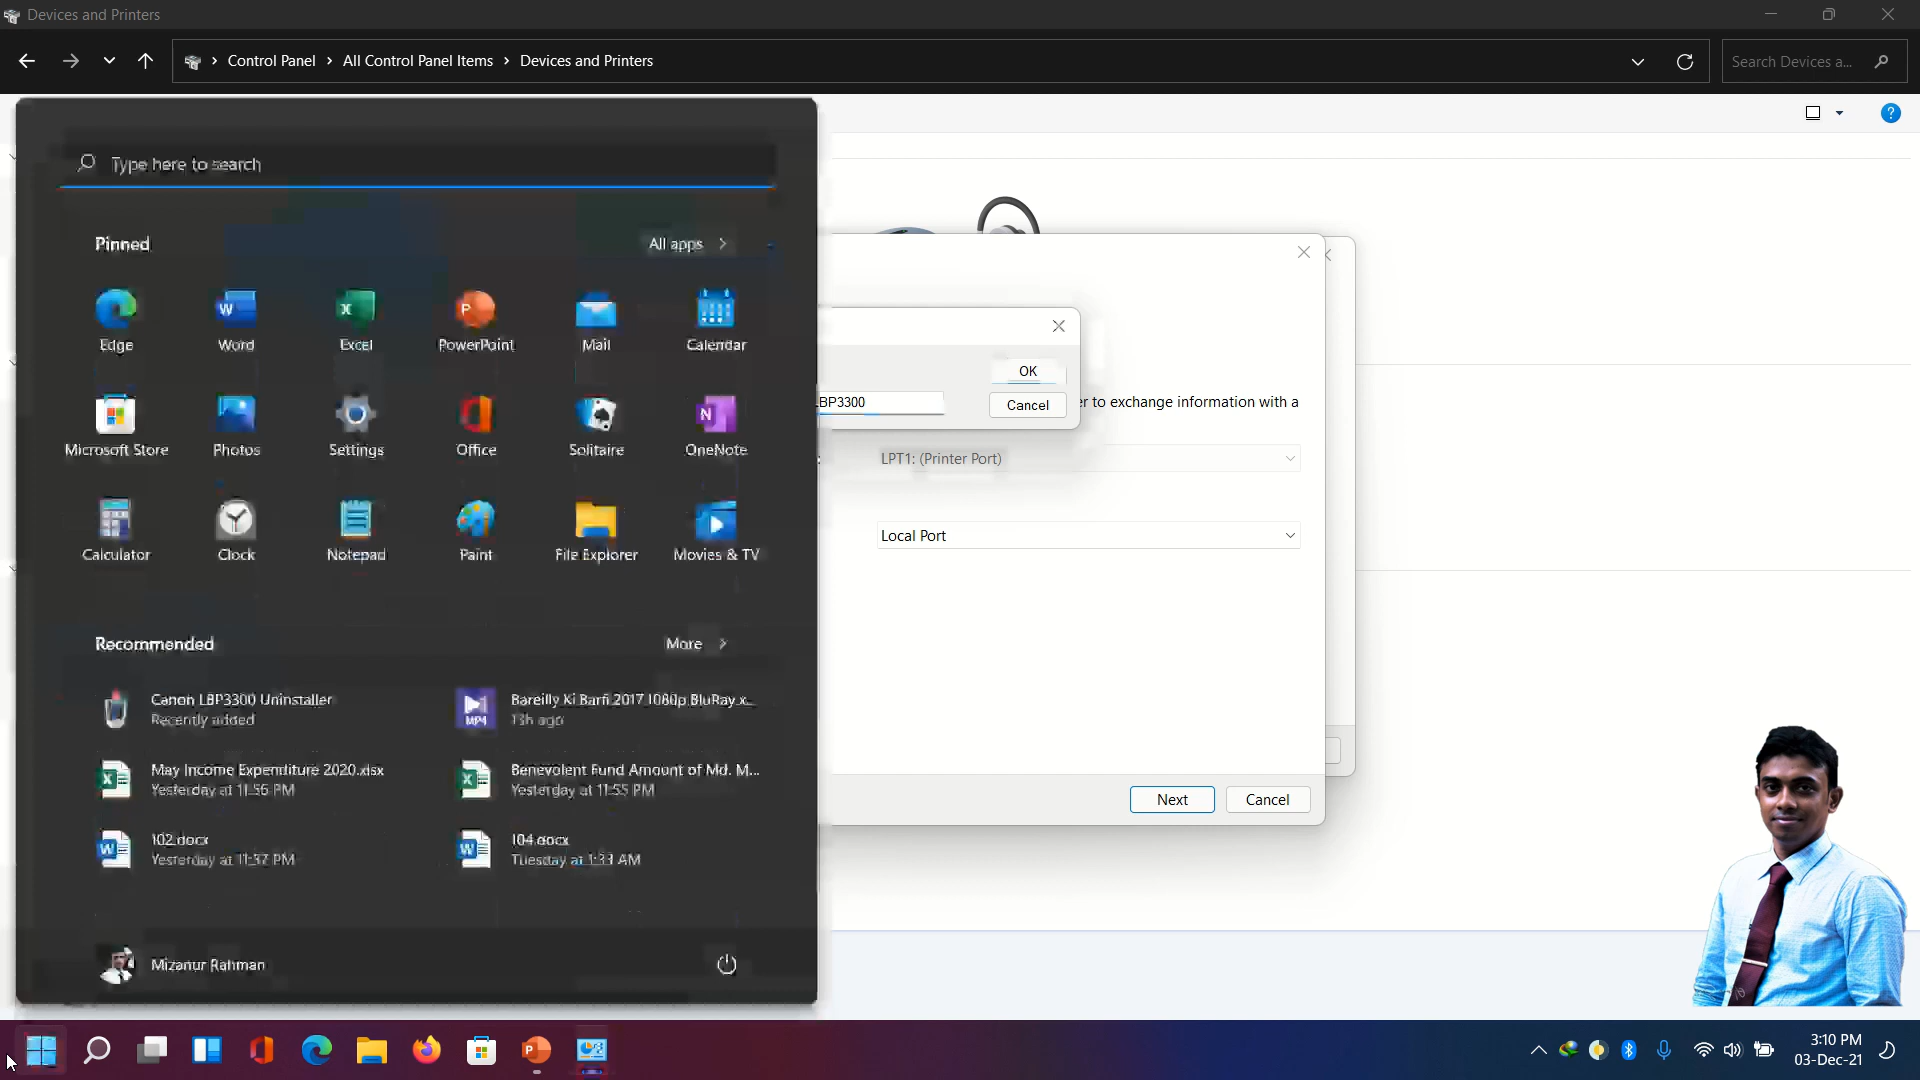 Devices and Printers
Control Panel > All Control Panel Items > Devices and Printers
Search Devices a...
Type here to search
Pinned
All apps
Edge
Word
Excel
PowerPoint
Mail
Calendar
Microsoft Store
Photos
Settings
Office
Solitaire
OneNote
Calculator
Clock
Notepad
Paint
File Explorer
Movies & TV
Recommended
More
Canon LBP3300 Uninstaller
Recently added
Bareilly Ki Barfi 2017 1080p BluRay x...
13h ago
May Income Expenditure 2020.xlsx
Yesterday at 11:56 PM
Benevolent Fund Amount of Md. M...
Yesterday at 11:55 PM
102.docx
Yesterday at 11:37 PM
104.docx
Tuesday at 1:33 AM
Mizanur Rahman
OK
LBP3300
Cancel
er to exchange information with a
LPT1: (Printer Port)
Local Port
Next
Cancel
3:10 PM
03-Dec-21